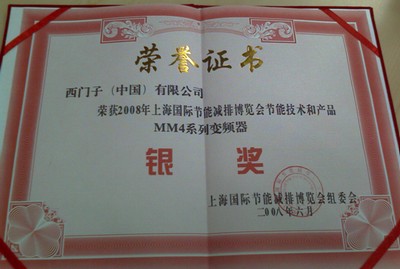 荣誉证书
西门子（中国）有限公司
荣获2008年上海国际节能减排博览会节能技术和产品
MM4系列变频器
银 奖
上海国际节能减排博览会组委会
二〇〇八年六月